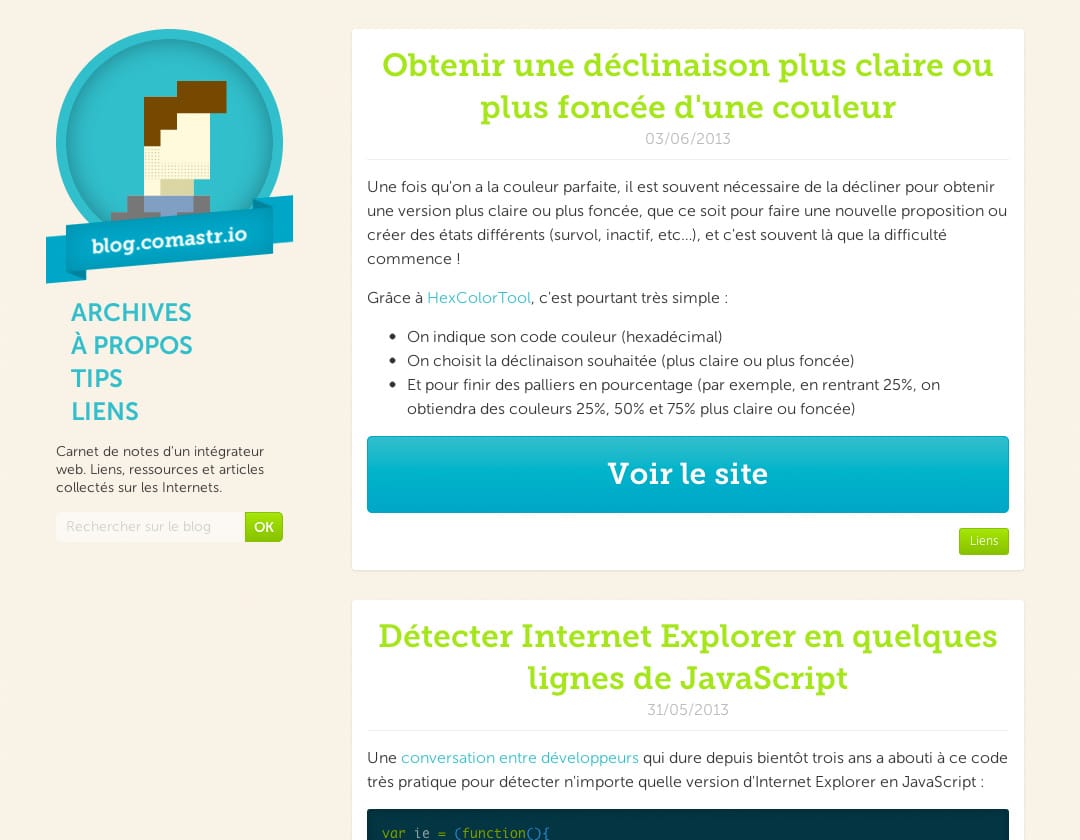 blog.comastr.io
ARCHIVES
À PROPOS
TIPS
LIENS
Carnet de notes d'un intégrateur
web. Liens, ressources et articles
collectés sur les Internets.
Rechercher sur le blog
OK
Obtenir une déclinaison plus claire ou
plus foncée d'une couleur
03/06/2013
Une fois qu'on a la couleur parfaite, il est souvent nécessaire de la décliner pour obtenir
une version plus claire ou plus foncée, que ce soit pour faire une nouvelle proposition ou
créer des états différents (survol, inactif, etc…), et c'est souvent là que la difficulté
commence !
Grâce à HexColorTool, c'est pourtant très simple :
• On indique son code couleur (hexadécimal)
• On choisit la déclinaison souhaitée (plus claire ou plus foncée)
• Et pour finir des palliers en pourcentage (par exemple, en rentrant 25%, on
obtiendra des couleurs 25%, 50% et 75% plus claire ou foncée)
Voir le site
Liens
Détecter Internet Explorer en quelques
lignes de JavaScript
31/05/2013
Une conversation entre développeurs qui dure depuis bientôt trois ans a abouti à ce code
très pratique pour détecter n'importe quelle version d'Internet Explorer en JavaScript :
var ie = (function(){